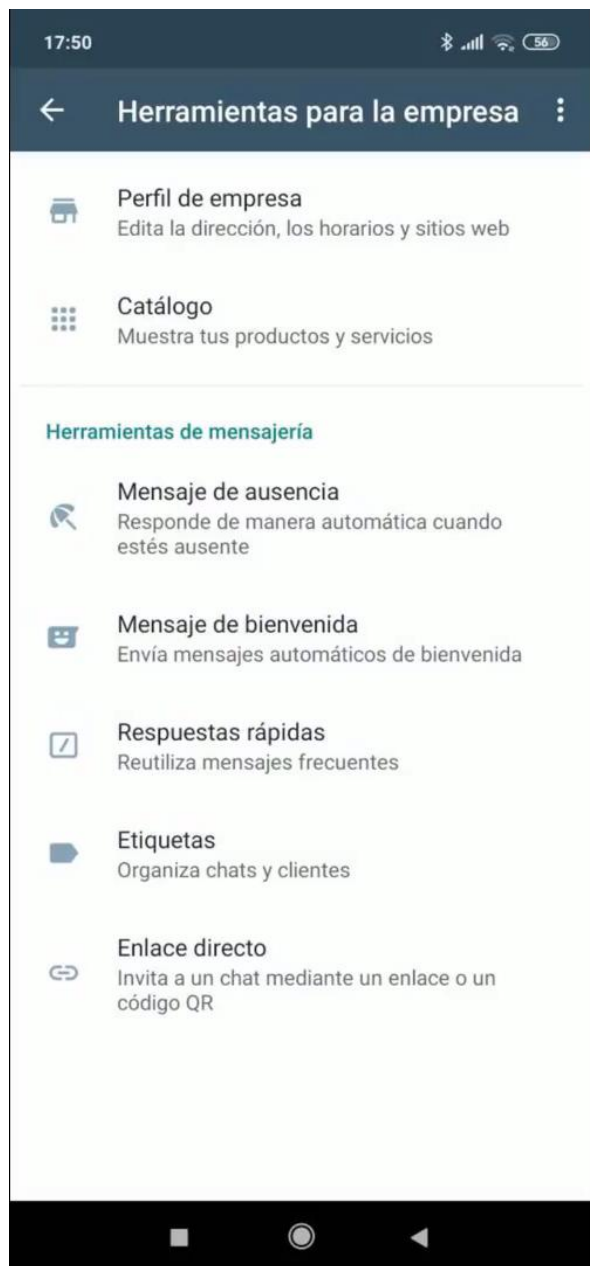 17:50
56
Herramientas para la empresa
Perfil de empresa
Edita la dirección, los horarios y sitios web
Catálogo
Muestra tus productos y servicios
Herramientas de mensajería
Mensaje de ausencia
Responde de manera automática cuando
estés ausente
Mensaje de bienvenida
Envía mensajes automáticos de bienvenida
Respuestas rápidas
Reutiliza mensajes frecuentes
Etiquetas
Organiza chats y clientes
Enlace directo
Invita a un chat mediante un enlace o un
código QR